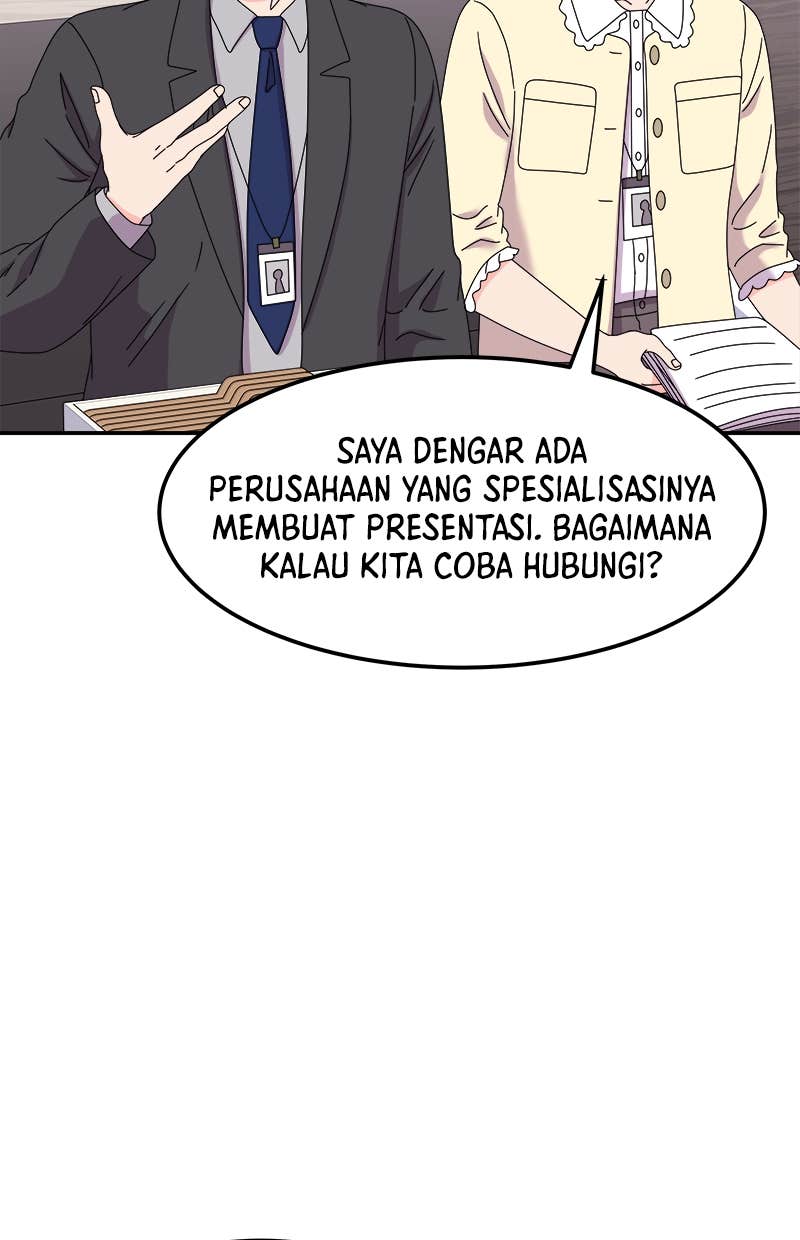 SAYA DENGAR ADA
PERUSAHAAN YANG SPESIALISASINYA
MEMBUAT PRESENTASI. BAGAIMANA
KALAU KITA COBA HUBUNGI?